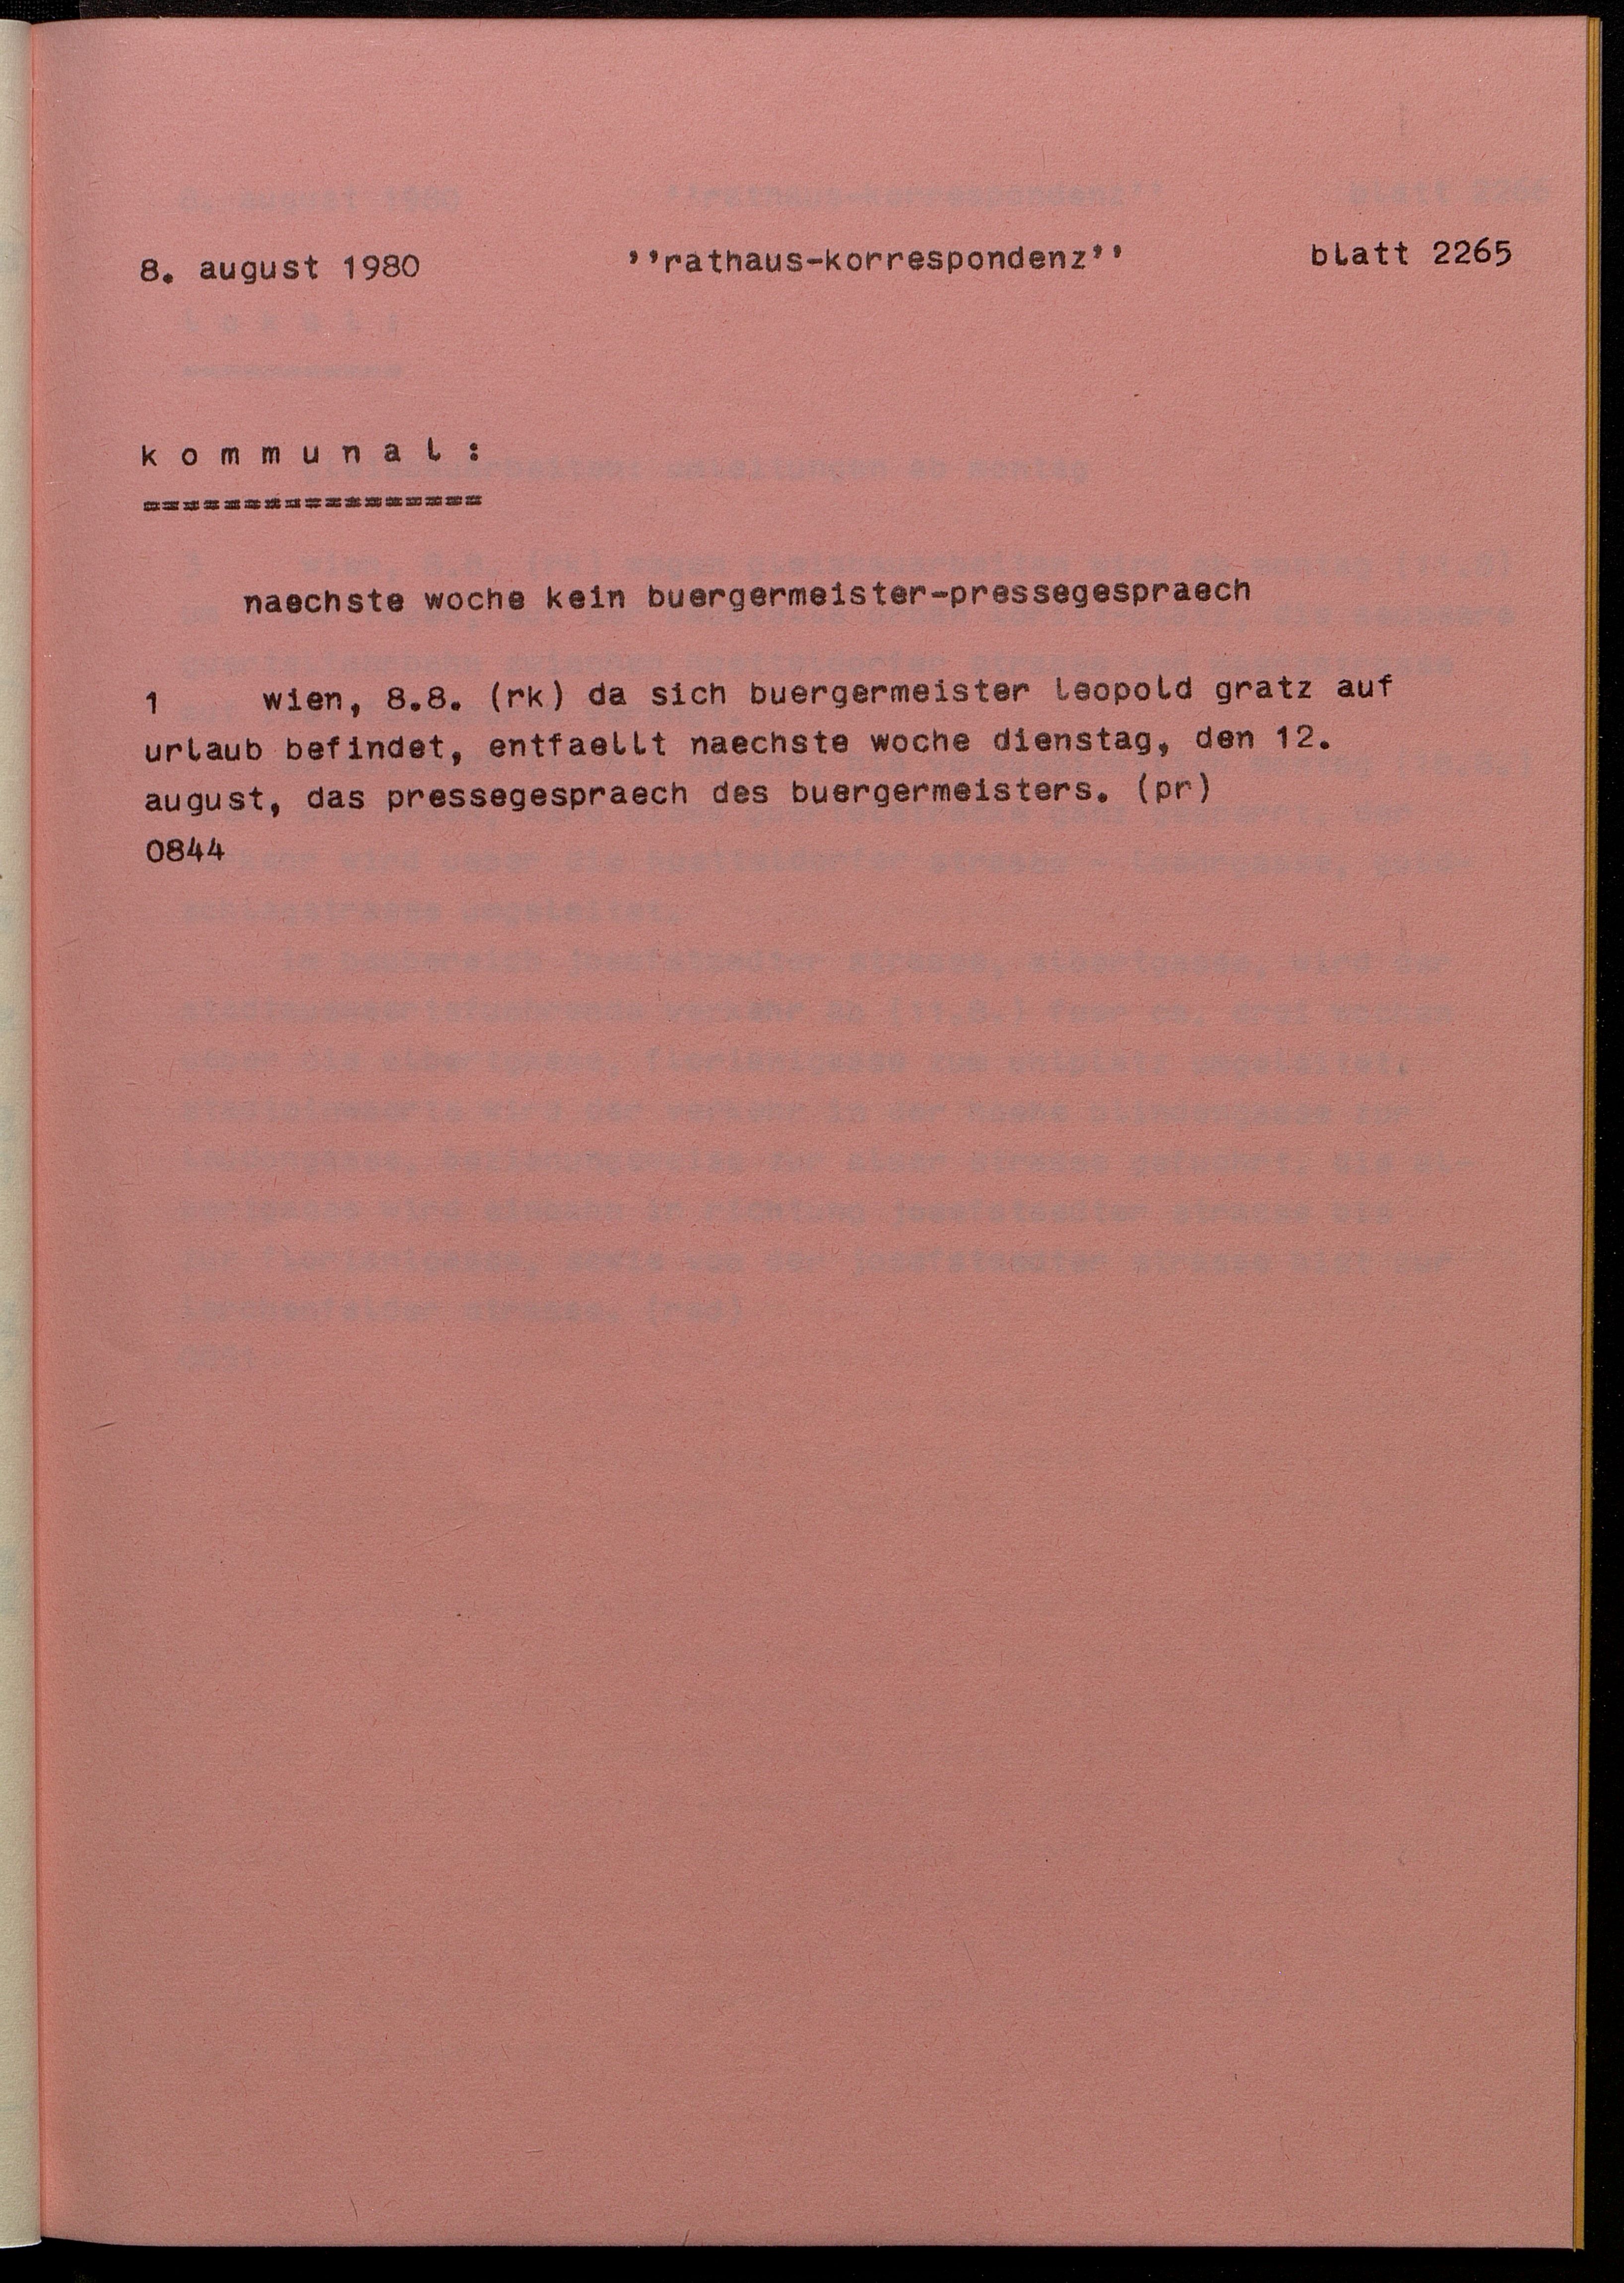 8. august 1980 ’’rathaus-korrespondenz’’ blatt 2265
k o m m u n a l :
=================
naechste woche kein buergermeister-pressegespraech
1 wien, 8.8. (rk) da sich buergermeister leopold gratz auf
urlaub befindet, entfaellt naechste woche dienstag, den 12.
august, das pressegespraech des buergermeisters. (pr)
0844